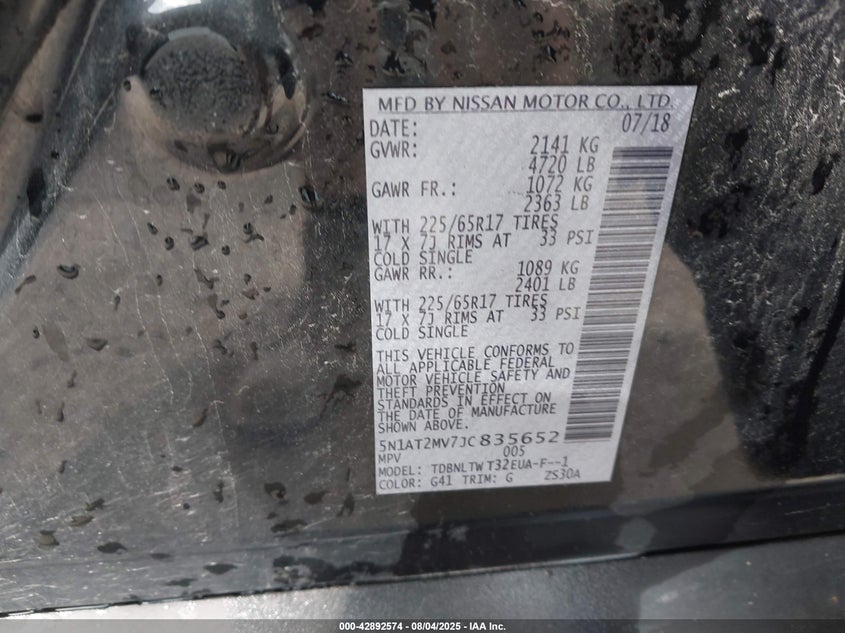 MFD BY NISSAN MOTOR CO., LTD.
DATE: 07/18
GVWR: 2141 KG
4720 LB
GAWR FR.: 1072 KG
2363 LB
WITH 225/65R17 TIRES
17 X 7J RIMS AT 33 PSI
COLD SINGLE
GAWR RR.: 1089 KG
2401 LB
WITH 225/65R17 TIRES
17 X 7J RIMS AT 33 PSI
COLD SINGLE
THIS VEHICLE CONFORMS TO
ALL APPLICABLE FEDERAL
MOTOR VEHICLE SAFETY AND
THEFT PREVENTION
STANDARDS IN EFFECT ON
THE DATE OF MANUFACTURE
SHOWN ABOVE.
5N1AT2MV7JC835652
MPV 005
MODEL: TDBNLTW T32EUA-F--1
COLOR: G41 TRIM: G ZS30A
000-42892574 - 08/04/2025 - IAA Inc.